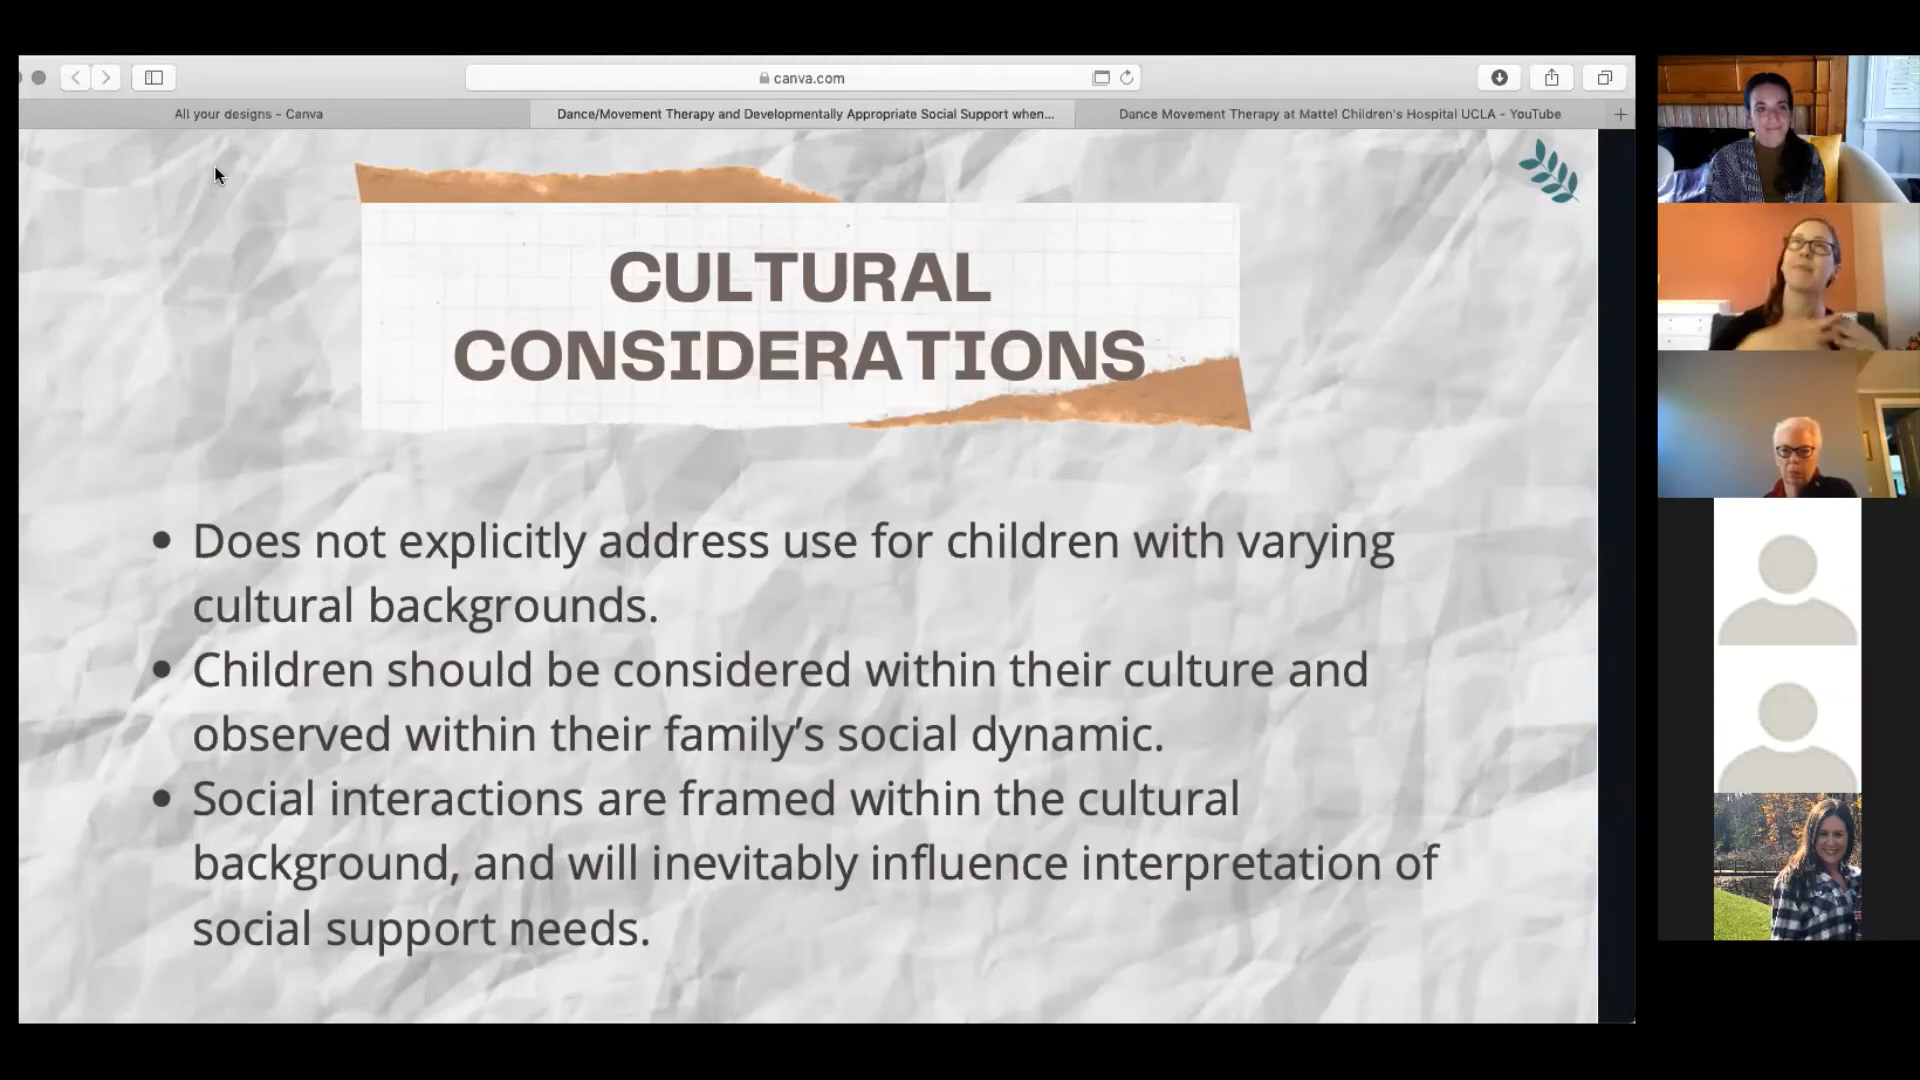 canva.com
All your designs - Canva
Dance/Movement Therapy and Developmentally Appropriate Social Support when...
Dance Movement Therapy at Mattel Children's Hospital UCLA - YouTube
CULTURAL
CONSIDERATIONS
• Does not explicitly address use for children with varying
cultural backgrounds.
• Children should be considered within their culture and
observed within their family’s social dynamic.
• Social interactions are framed within the cultural
background, and will inevitably influence interpretation of
social support needs.